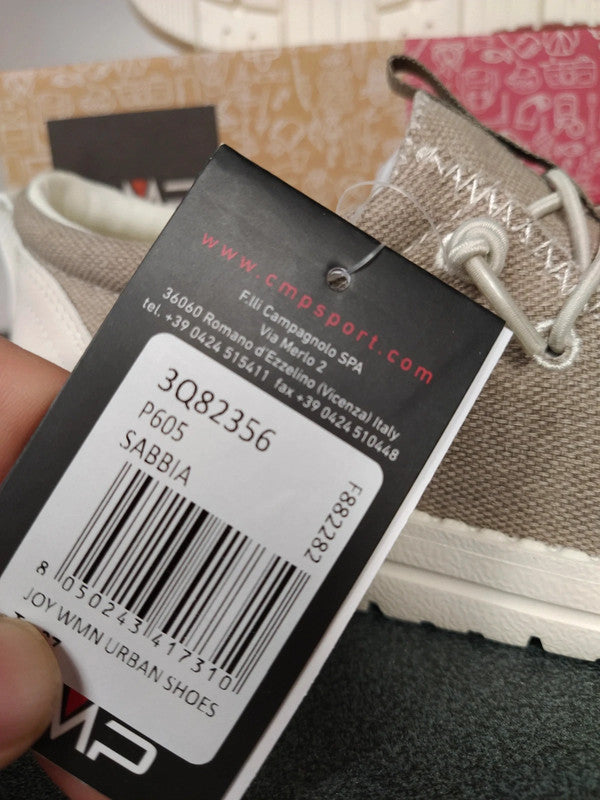 www.cmpsport.com
F.lli Campagnolo SPA
Via Merlo 2
36060 Romano d'Ezzelino (Vicenza) Italy
tel. +39 0424 515411 fax +39 0424 510448
3Q82356
P605
SABBIA
F882282
8 050243 417310
JOY WMN URBAN SHOES